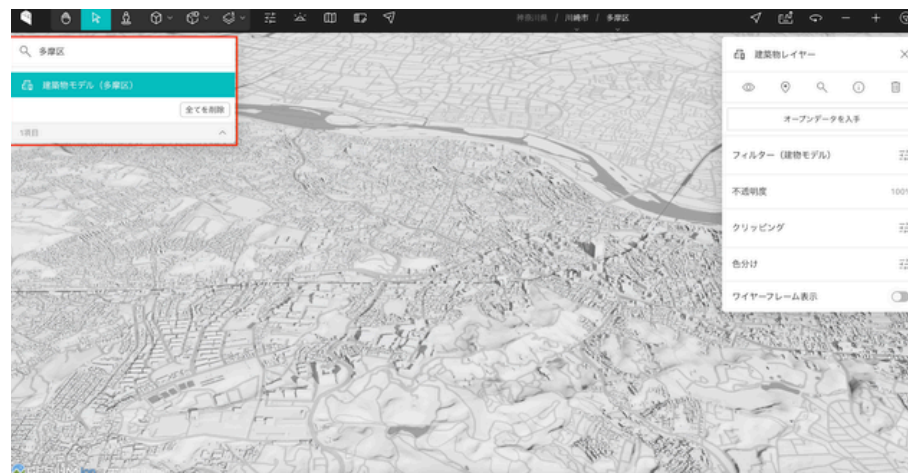 神奈川県 / 川崎市 / 多摩区
多摩区
建築物モデル（多摩区）
全てを削除
1項目
建築物レイヤー
オープンデータを入手
フィルター（建物モデル）
不透明度
100%
クリッピング
色分け
ワイヤーフレーム表示